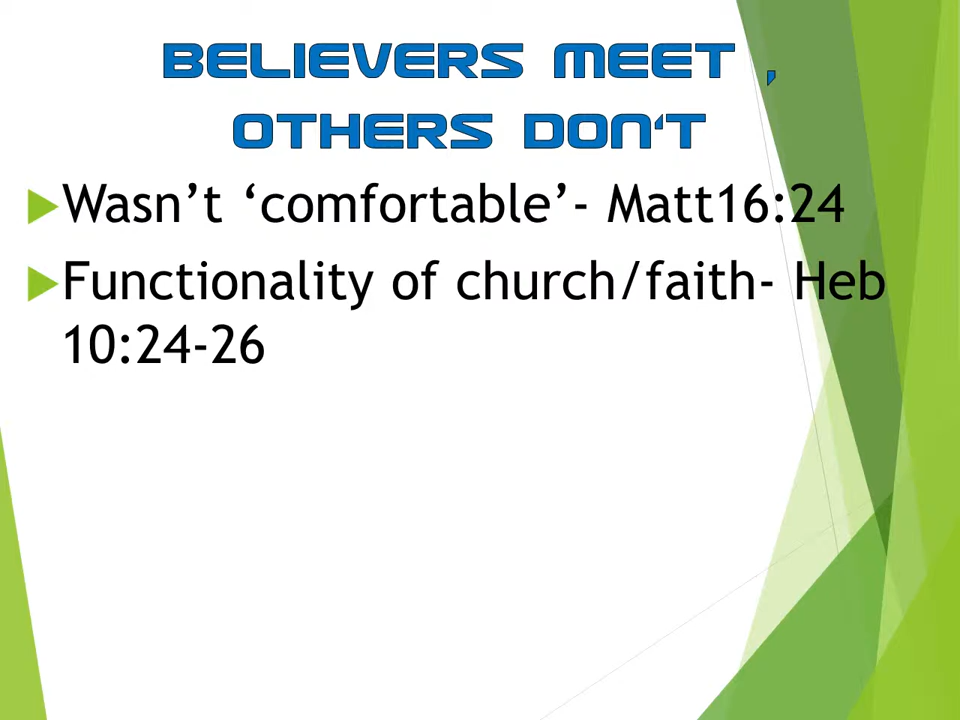 BELIEVERS MEET ,
OTHERS DON'T
Wasn’t ‘comfortable’- Matt16:24
Functionality of church/faith- Heb
10:24-26